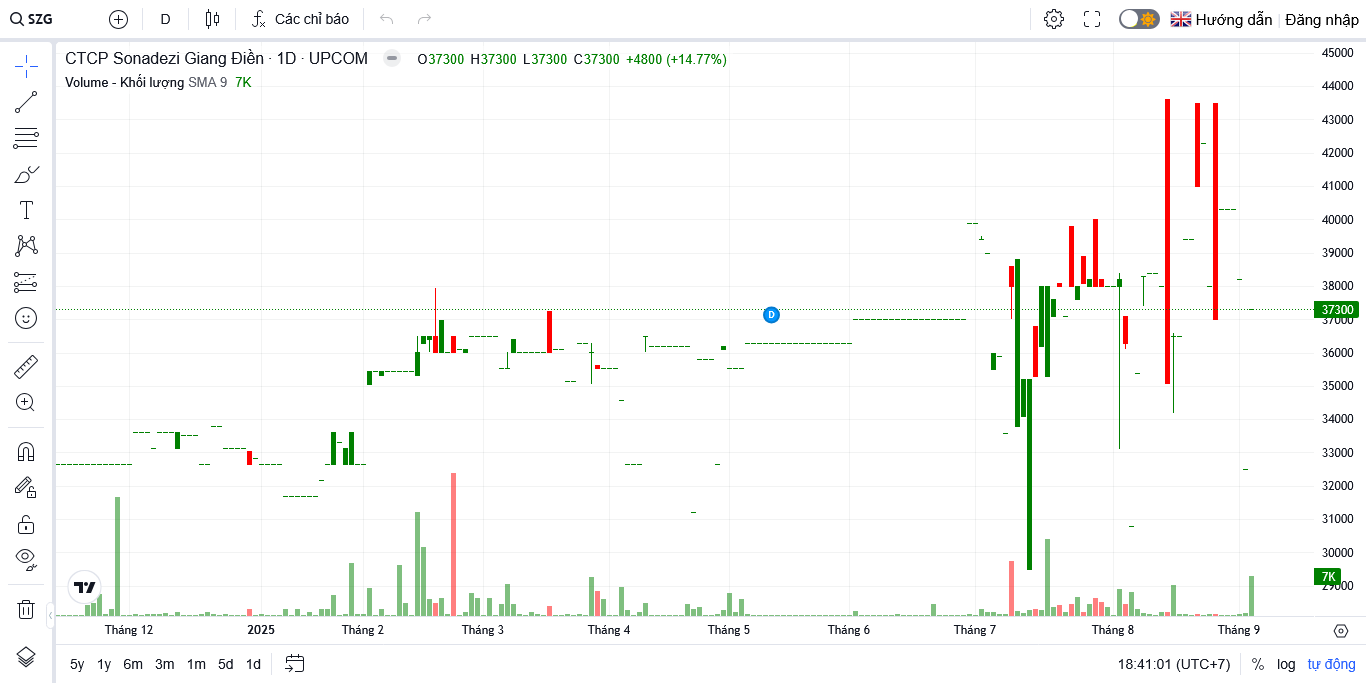 SZG D Các chỉ báo Hướng dẫn Đăng nhập
CTCP Sonadezi Giang Điền · 1D · UPCOM O37300 H37300 L37300 C37300 +4800 (+14.77%)
Volume - Khối lượng SMA 9 7K
45000
44000
43000
42000
41000
40000
39000
38000
37300
37000
36000
35000
34000
33000
32000
31000
30000
7K
29000
D
Tháng 12 2025 Tháng 2 Tháng 3 Tháng 4 Tháng 5 Tháng 6 Tháng 7 Tháng 8 Tháng 9
5y 1y 6m 3m 1m 5d 1d 18:41:01 (UTC+7) % log tự động